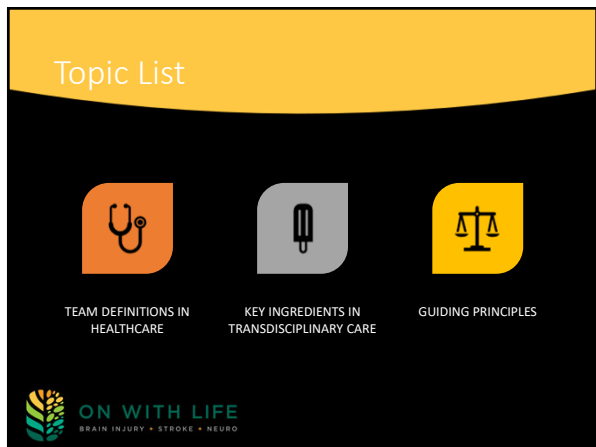 Topic List
TEAM DEFINITIONS IN
HEALTHCARE
KEY INGREDIENTS IN
TRANSDISCIPLINARY CARE
GUIDING PRINCIPLES
ON WITH LIFE
BRAIN INJURY • STROKE • NEURO